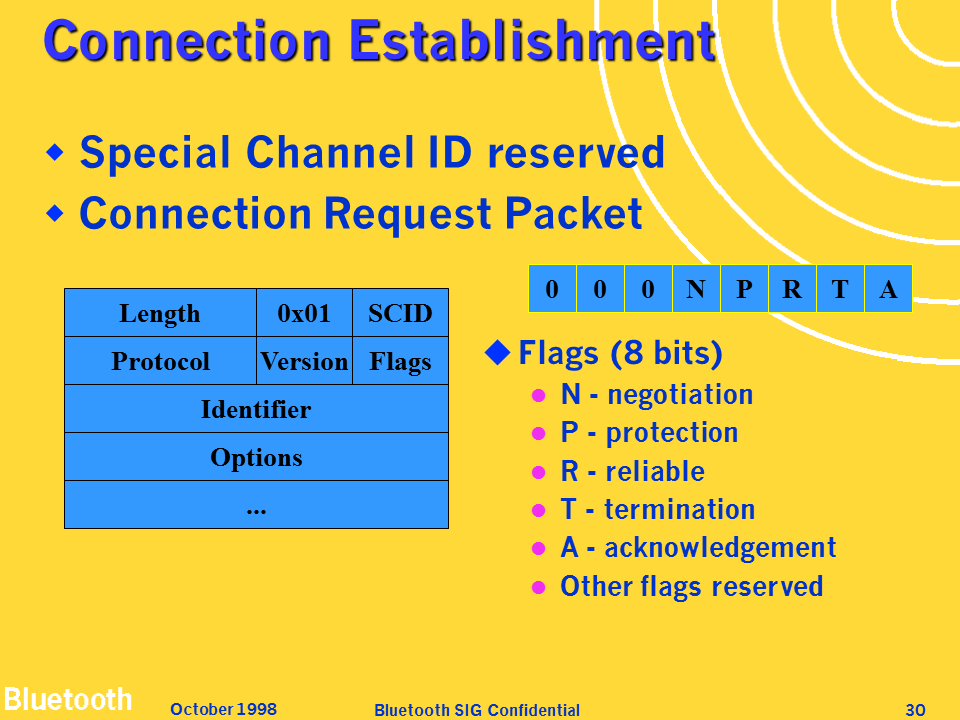 Connection Establishment
Special Channel ID reserved
Connection Request Packet
Length 0x01 SCID
Protocol Version Flags
Identifier
Options
...
0 0 0 N P R T A
Flags (8 bits)
N - negotiation
P - protection
R - reliable
T - termination
A - acknowledgement
Other flags reserved
Bluetooth October 1998 Bluetooth SIG Confidential 30